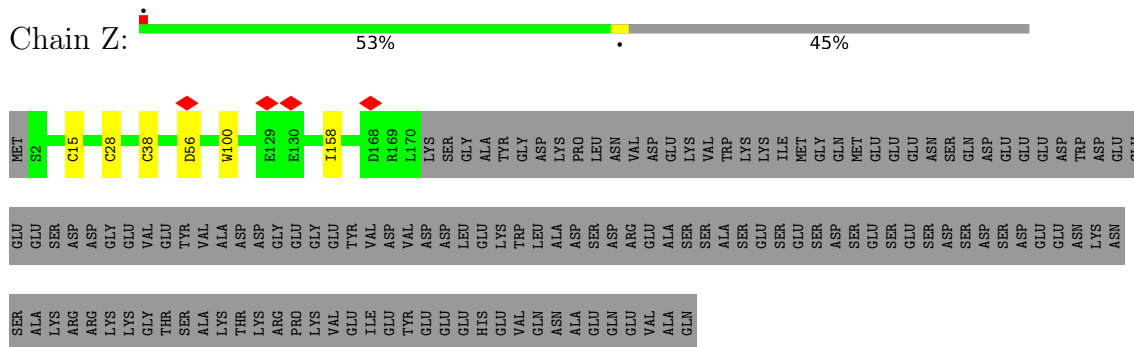 Chain Z:
53% 45%
MET S2 C15 C28 C38 D56 W100 E129 E130 I158 D168 R169 L170 LYS SER GLY ALA TYR GLY ASP LYS PRO LEU ASN VAL ASP GLU LYS VAL TRP LYS LYS ILE MET GLY GLN MET GLU GLU GLU ASN SER GLN ASP GLU GLU GLU ASP TRP ASP GLU GLU
GLU GLU SER ASP ASP GLY GLU VAL GLU TYR VAL ALA ASP ASP GLY GLU GLY GLU TYR VAL ASP VAL ASP ASP LEU GLU LYS TRP LEU ALA ASP SER ASP ARG GLU ALA SER SER ALA SER GLU SER GLU SER ASP SER GLU SER GLU SER ASP SER ASP SER ASP GLU GLU ASN LYS ASN
SER ALA LYS ARG ARG LYS LYS GLY THR SER ALA LYS THR LYS ARG PRO LYS VAL GLU ILE GLU TYR GLU GLU GLU HIS GLU VAL GLN ASN ALA GLU GLN GLU VAL ALA GLN